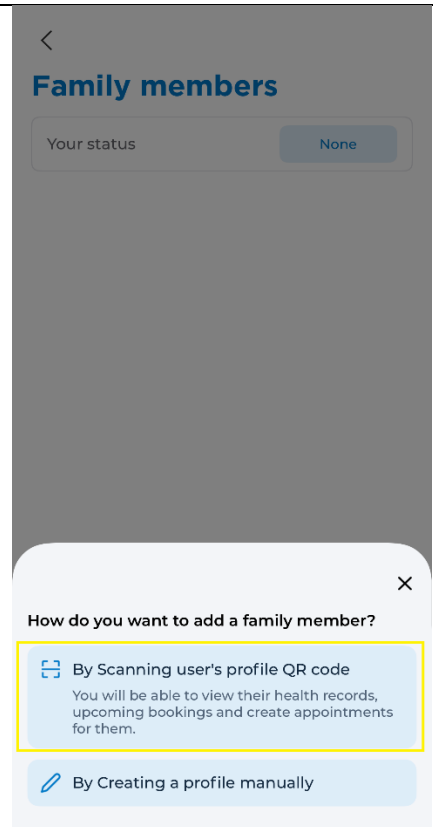 Family members
Your status
None
How do you want to add a family member?
By Scanning user's profile QR code
You will be able to view their health records,
upcoming bookings and create appointments
for them.
By Creating a profile manually